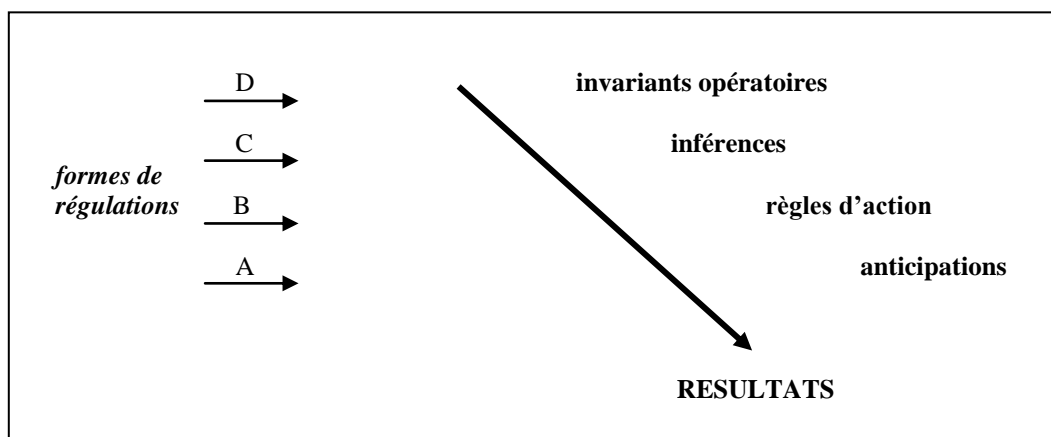 D
invariants opératoires
C
inférences
formes de
régulations
B
règles d’action
A
anticipations
RESULTATS